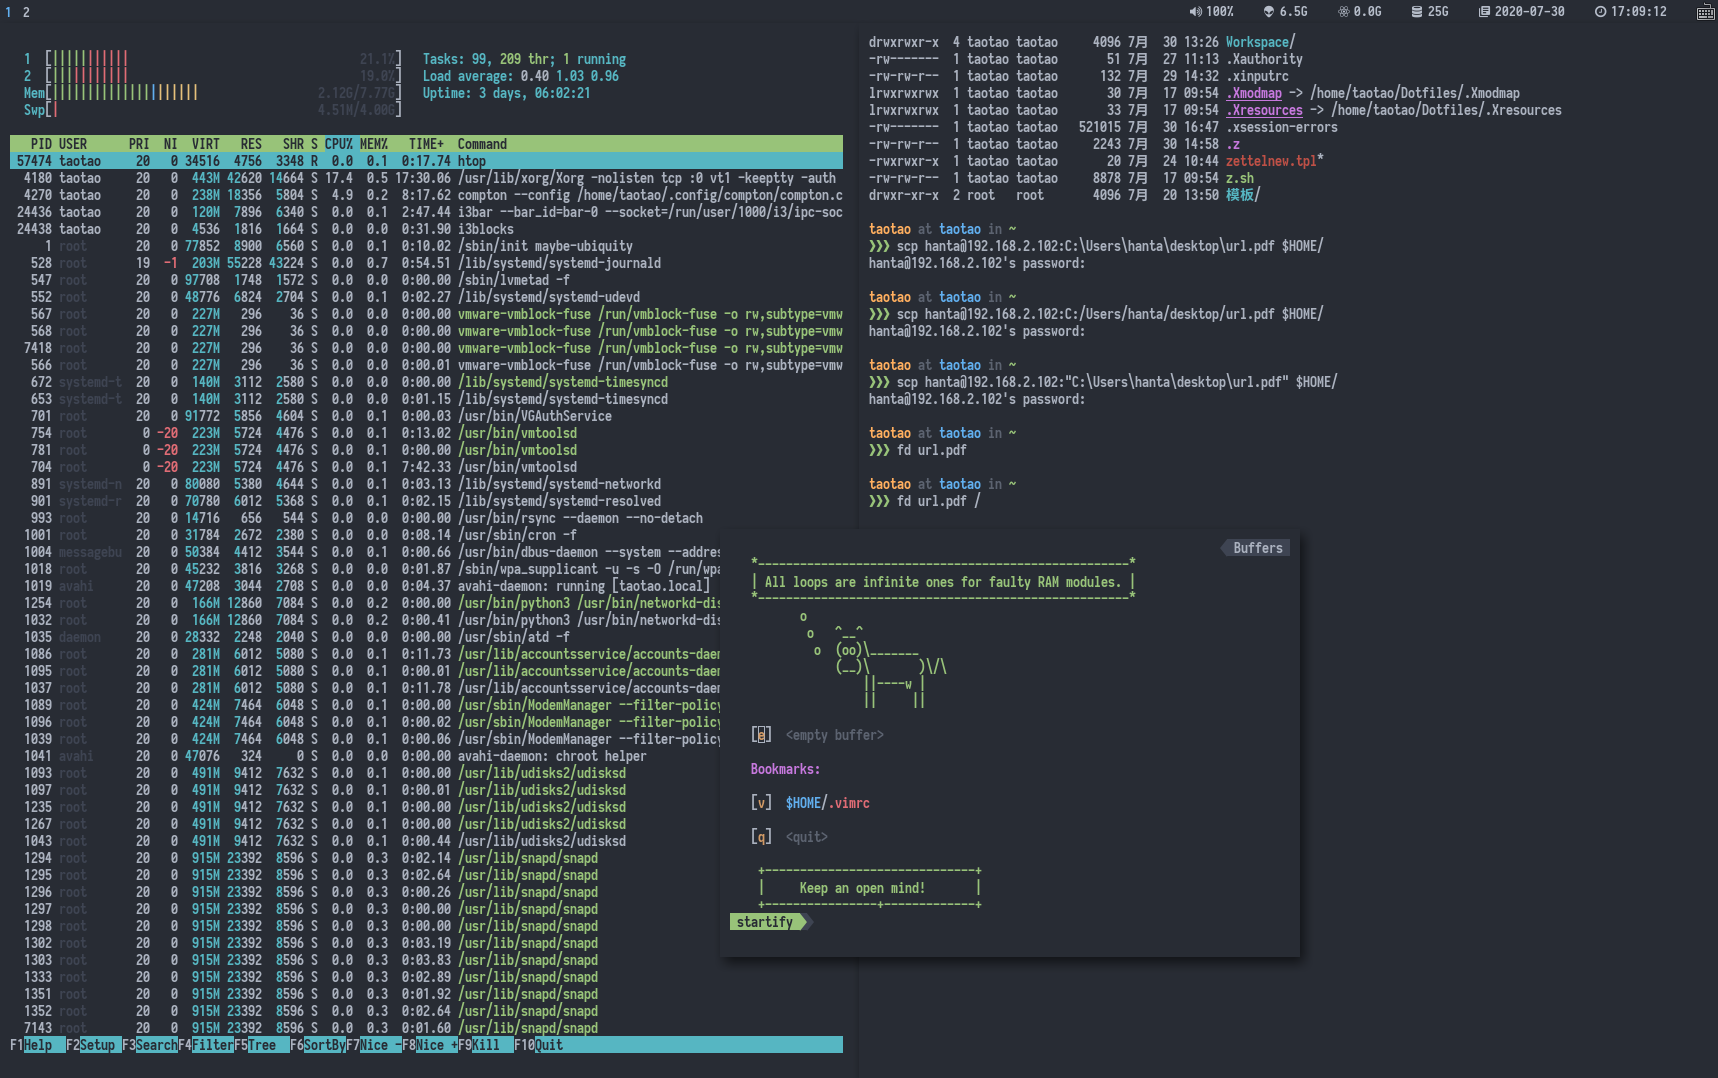 1 2
100% 6.5G 0.0G 25G 2020-07-30 17:09:12
1 [|||||||||||| 21.1%] Tasks: 99, 209 thr; 1 running
2 [|||||||||||| 19.0%] Load average: 0.40 1.03 0.96
Mem[||||||||||||||||||||| 2.12G/7.77G] Uptime: 3 days, 06:02:21
Swp[| 4.51M/4.00G]
PID USER PRI NI VIRT RES SHR S CPU% MEM% TIME+ Command
57474 taotao 20 0 34516 4756 3348 R 0.0 0.1 0:17.74 htop
4180 taotao 20 0 443M 42620 14664 S 17.4 0.5 17:30.06 /usr/lib/xorg/Xorg -nolisten tcp :0 vt1 -keeptty -auth
4270 taotao 20 0 238M 18356 5804 S 4.9 0.2 8:17.62 compton --config /home/taotao/.config/compton/compton.c
24436 taotao 20 0 120M 7896 6340 S 0.0 0.1 2:47.44 i3bar --bar_id=bar-0 --socket=/run/user/1000/i3/ipc-soc
24438 taotao 20 0 4536 1816 1664 S 0.0 0.0 0:31.90 i3blocks
1 root 20 0 77852 8900 6560 S 0.0 0.1 0:10.02 /sbin/init maybe-ubiquity
528 root 19 -1 203M 55228 43224 S 0.0 0.7 0:54.51 /lib/systemd/systemd-journald
547 root 20 0 97708 1748 1572 S 0.0 0.0 0:00.00 /sbin/lvmetad -f
552 root 20 0 48776 6824 2704 S 0.0 0.1 0:02.27 /lib/systemd/systemd-udevd
567 root 20 0 227M 296 36 S 0.0 0.0 0:00.00 vmware-vmblock-fuse /run/vmblock-fuse -o rw,subtype=vmw
568 root 20 0 227M 296 36 S 0.0 0.0 0:00.00 vmware-vmblock-fuse /run/vmblock-fuse -o rw,subtype=vmw
7418 root 20 0 227M 296 36 S 0.0 0.0 0:00.00 vmware-vmblock-fuse /run/vmblock-fuse -o rw,subtype=vmw
566 root 20 0 227M 296 36 S 0.0 0.0 0:00.01 vmware-vmblock-fuse /run/vmblock-fuse -o rw,subtype=vmw
672 systemd-t 20 0 140M 3112 2580 S 0.0 0.0 0:00.00 /lib/systemd/systemd-timesyncd
653 systemd-t 20 0 140M 3112 2580 S 0.0 0.0 0:01.15 /lib/systemd/systemd-timesyncd
701 root 20 0 91772 5856 4604 S 0.0 0.1 0:00.03 /usr/bin/VGAuthService
754 root 0 -20 223M 5724 4476 S 0.0 0.1 0:13.02 /usr/bin/vmtoolsd
781 root 0 -20 223M 5724 4476 S 0.0 0.1 0:00.00 /usr/bin/vmtoolsd
704 root 0 -20 223M 5724 4476 S 0.0 0.1 7:42.33 /usr/bin/vmtoolsd
891 systemd-n 20 0 80080 5380 4644 S 0.0 0.1 0:03.13 /lib/systemd/systemd-networkd
901 systemd-r 20 0 70780 6012 5368 S 0.0 0.1 0:02.15 /lib/systemd/systemd-resolved
993 root 20 0 14716 656 544 S 0.0 0.0 0:00.00 /usr/bin/rsync --daemon --no-detach
1001 root 20 0 31784 2672 2380 S 0.0 0.0 0:08.14 /usr/sbin/cron -f
1004 messagebu 20 0 50384 4412 3544 S 0.0 0.1 0:00.66 /usr/bin/dbus-daemon --system --addres
1018 root 20 0 45232 3816 3268 S 0.0 0.0 0:01.87 /sbin/wpa_supplicant -u -s -O /run/wpa
1019 avahi 20 0 47208 3044 2708 S 0.0 0.0 0:04.37 avahi-daemon: running [taotao.local]
1254 root 20 0 166M 12860 7084 S 0.0 0.2 0:00.00 /usr/bin/python3 /usr/bin/networkd-dis
1032 root 20 0 166M 12860 7084 S 0.0 0.2 0:00.41 /usr/bin/python3 /usr/bin/networkd-dis
1035 daemon 20 0 28332 2248 2040 S 0.0 0.0 0:00.00 /usr/sbin/atd -f
1086 root 20 0 281M 6012 5080 S 0.0 0.1 0:11.73 /usr/lib/accountsservice/accounts-daem
1095 root 20 0 281M 6012 5080 S 0.0 0.1 0:00.01 /usr/lib/accountsservice/accounts-daem
1037 root 20 0 281M 6012 5080 S 0.0 0.1 0:11.78 /usr/lib/accountsservice/accounts-daem
1089 root 20 0 424M 7464 6048 S 0.0 0.1 0:00.00 /usr/sbin/ModemManager --filter-policy
1096 root 20 0 424M 7464 6048 S 0.0 0.1 0:00.02 /usr/sbin/ModemManager --filter-policy
1039 root 20 0 424M 7464 6048 S 0.0 0.1 0:00.06 /usr/sbin/ModemManager --filter-policy
1041 avahi 20 0 47076 324 0 S 0.0 0.0 0:00.00 avahi-daemon: chroot helper
1093 root 20 0 491M 9412 7632 S 0.0 0.1 0:00.00 /usr/lib/udisks2/udisksd
1097 root 20 0 491M 9412 7632 S 0.0 0.1 0:00.01 /usr/lib/udisks2/udisksd
1235 root 20 0 491M 9412 7632 S 0.0 0.1 0:00.00 /usr/lib/udisks2/udisksd
1267 root 20 0 491M 9412 7632 S 0.0 0.1 0:00.00 /usr/lib/udisks2/udisksd
1043 root 20 0 491M 9412 7632 S 0.0 0.1 0:00.44 /usr/lib/udisks2/udisksd
1294 root 20 0 915M 23392 8596 S 0.0 0.3 0:02.14 /usr/lib/snapd/snapd
1295 root 20 0 915M 23392 8596 S 0.0 0.3 0:02.64 /usr/lib/snapd/snapd
1296 root 20 0 915M 23392 8596 S 0.0 0.3 0:00.26 /usr/lib/snapd/snapd
1297 root 20 0 915M 23392 8596 S 0.0 0.3 0:00.00 /usr/lib/snapd/snapd
1298 root 20 0 915M 23392 8596 S 0.0 0.3 0:00.00 /usr/lib/snapd/snapd
1302 root 20 0 915M 23392 8596 S 0.0 0.3 0:03.19 /usr/lib/snapd/snapd
1303 root 20 0 915M 23392 8596 S 0.0 0.3 0:03.83 /usr/lib/snapd/snapd
1333 root 20 0 915M 23392 8596 S 0.0 0.3 0:02.89 /usr/lib/snapd/snapd
1351 root 20 0 915M 23392 8596 S 0.0 0.3 0:01.92 /usr/lib/snapd/snapd
1352 root 20 0 915M 23392 8596 S 0.0 0.3 0:02.64 /usr/lib/snapd/snapd
7143 root 20 0 915M 23392 8596 S 0.0 0.3 0:01.60 /usr/lib/snapd/snapd
F1Help F2Setup F3SearchF4FilterF5Tree F6SortByF7Nice -F8Nice +F9Kill F10Quit
drwxrwxr-x 4 taotao taotao 4096 7月 30 13:26 Workspace/
-rw------- 1 taotao taotao 51 7月 27 11:13 .Xauthority
-rw-rw-r-- 1 taotao taotao 132 7月 29 14:32 .xinputrc
lrwxrwxrwx 1 taotao taotao 30 7月 17 09:54 .Xmodmap -> /home/taotao/Dotfiles/.Xmodmap
lrwxrwxrwx 1 taotao taotao 33 7月 17 09:54 .Xresources -> /home/taotao/Dotfiles/.Xresources
-rw------- 1 taotao taotao 521015 7月 30 16:47 .xsession-errors
-rw-rw-r-- 1 taotao taotao 2243 7月 30 14:58 .z
-rwxrwxr-x 1 taotao taotao 20 7月 24 10:44 zettelnew.tpl*
-rw-rw-r-- 1 taotao taotao 8878 7月 17 09:54 z.sh
drwxr-xr-x 2 root root 4096 7月 20 13:50 模板/
taotao at taotao in ~
❯❯❯ scp hanta@192.168.2.102:C:\Users\hanta\desktop\url.pdf $HOME/
hanta@192.168.2.102's password:
taotao at taotao in ~
❯❯❯ scp hanta@192.168.2.102:C:/Users/hanta/desktop/url.pdf $HOME/
hanta@192.168.2.102's password:
taotao at taotao in ~
❯❯❯ scp hanta@192.168.2.102:"C:\Users\hanta\desktop\url.pdf" $HOME/
hanta@192.168.2.102's password:
taotao at taotao in ~
❯❯❯ fd url.pdf
taotao at taotao in ~
❯❯❯ fd url.pdf /
Buffers
| All loops are infinite ones for faulty RAM modules. |
o
o ^__^
o (oo)\_______
(__)\ )\/\
||----w |
|| ||
[e] <empty buffer>
Bookmarks:
[v] $HOME/.vimrc
[q] <quit>
| Keep an open mind! |
startify